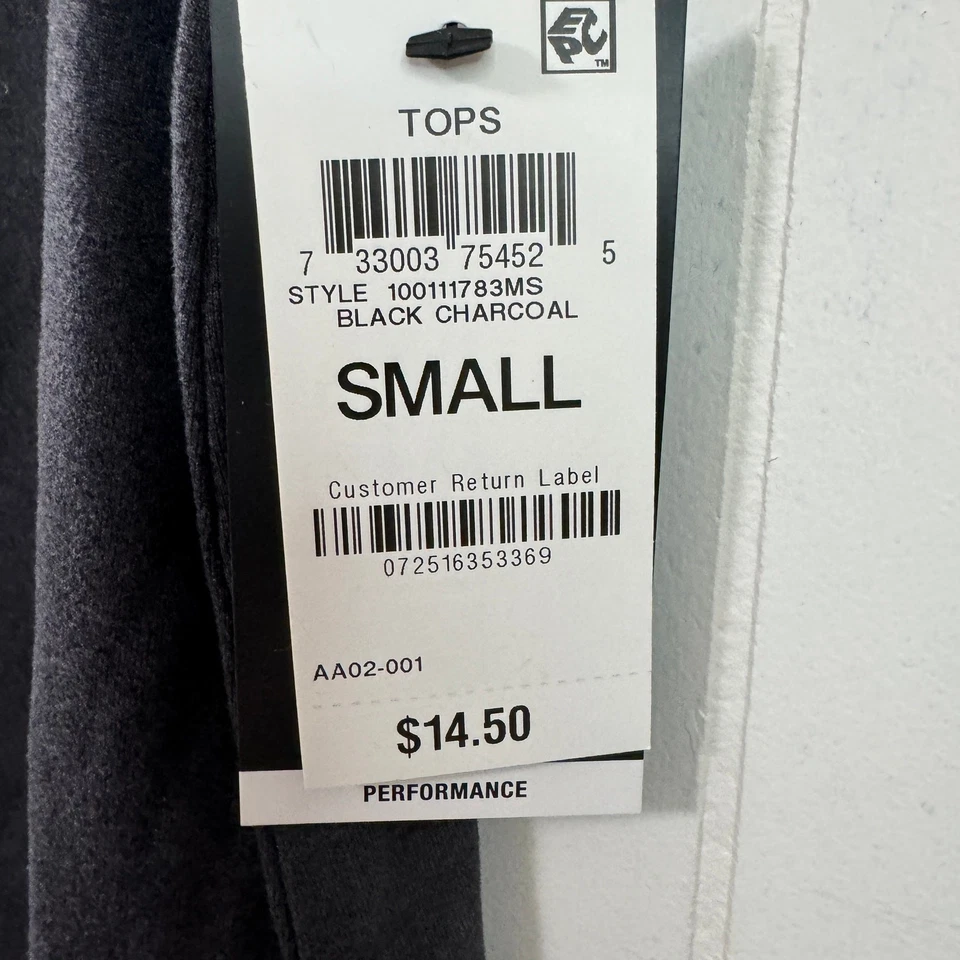 EPC
TM
TOPS
7 33003 75452 5
STYLE 100111783MS
BLACK CHARCOAL
SMALL
Customer Return Label
072516353369
AA02-001
$14.50
PERFORMANCE